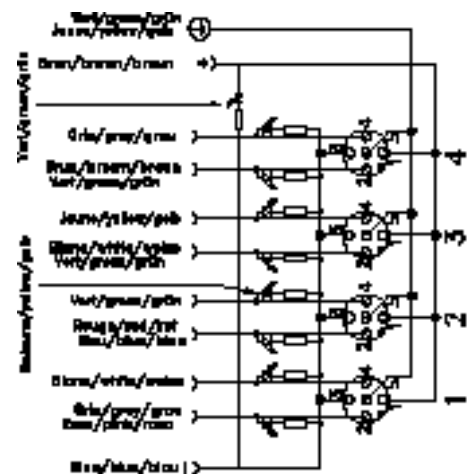 Vert/green/grün
Jaune/yellow/gelb
Brun/brown/braun
Vert/green/grün
Gris/grey/grau
4
Brun/brown/braun
Vert/green/grün
Jaune/yellow/gelb
3
Blanc/white/weiss
Vert/green/grün
/yellow/gelb
Vert/green/grün
2
Rouge/red/rot
Bleu/blue/blau
Blanc/white/weiss
1
Gris/grey/grau
Rose/pink/rosa
Bleu/blue/blau